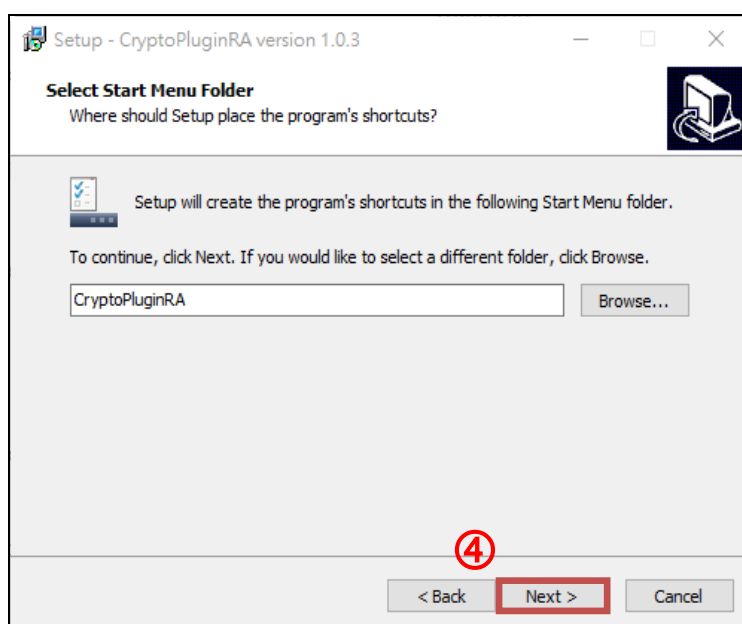 Setup - CryptoPluginRA version 1.0.3
Select Start Menu Folder
Where should Setup place the program's shortcuts?
Setup will create the program's shortcuts in the following Start Menu folder.
To continue, click Next. If you would like to select a different folder, click Browse.
CryptoPluginRA
Browse...
④
< Back
Next >
Cancel